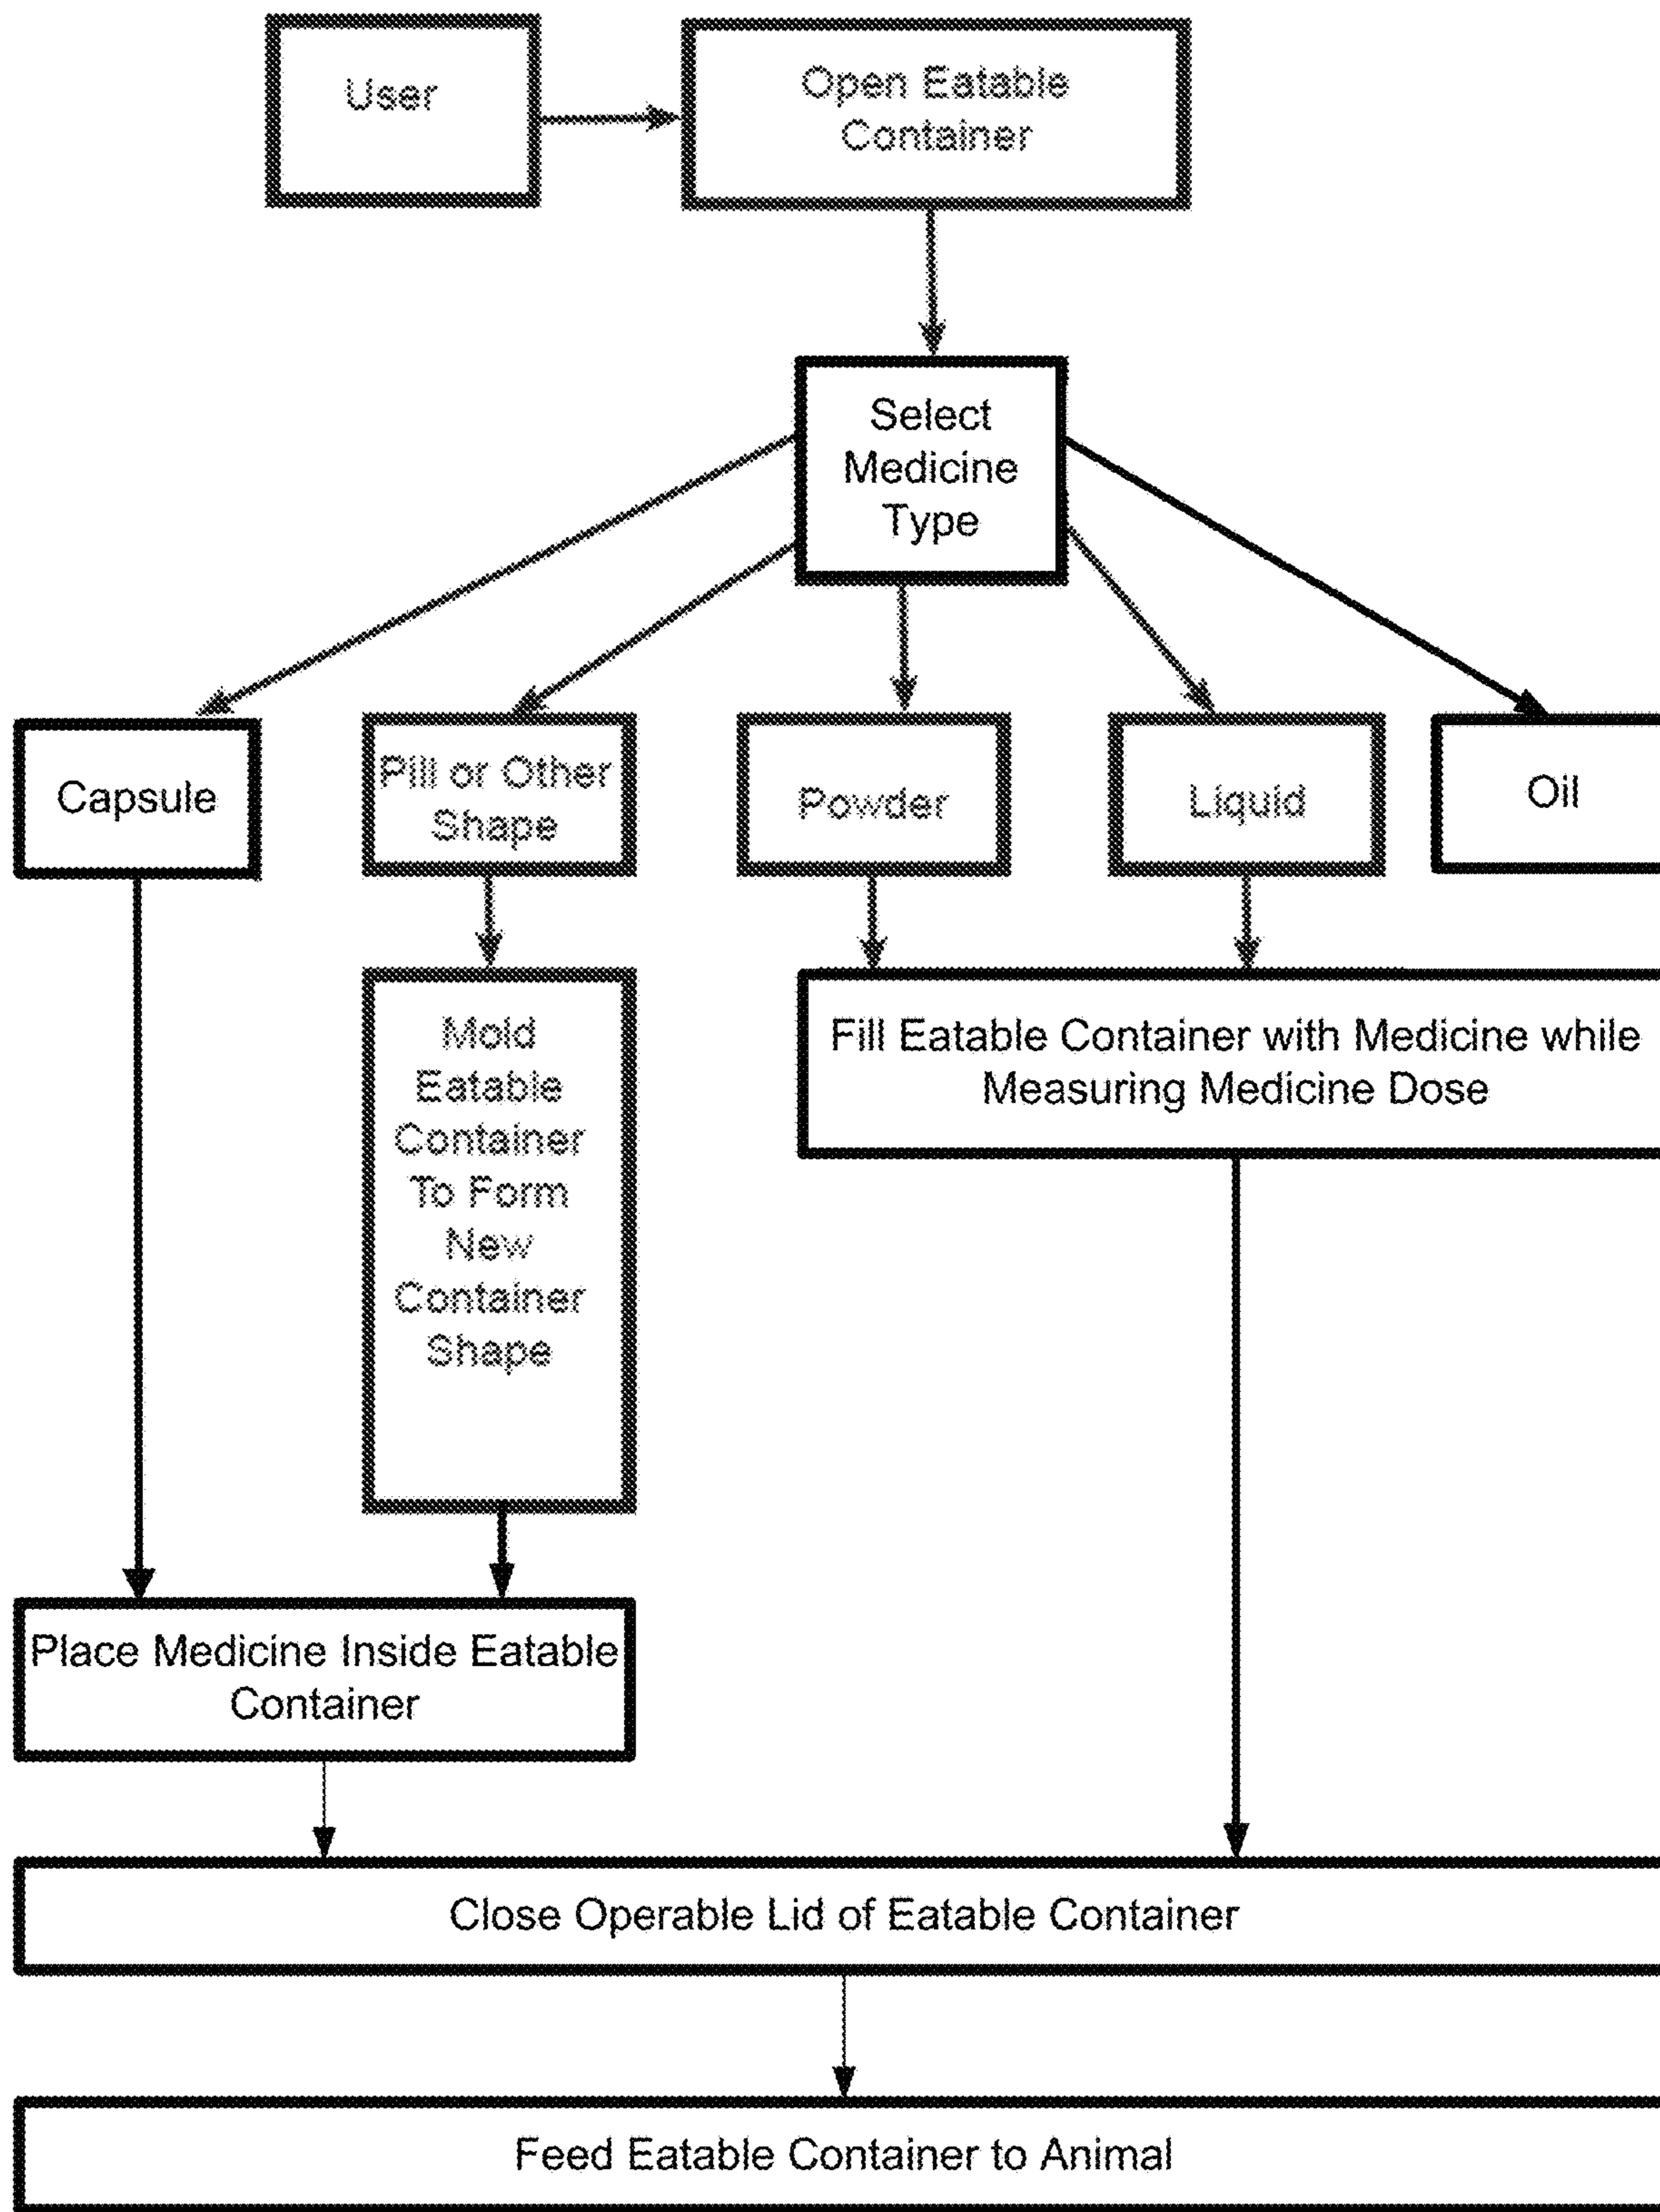 User
Open Eatable
Container
Select
Medicine
Type
Capsule
Pill or Other
Shape
Powder
Liquid
Oil
Mold
Eatable
Container
To Form
New
Container
Shape
Fill Eatable Container with Medicine while
Measuring Medicine Dose
Place Medicine Inside Eatable
Container
Close Operable Lid of Eatable Container
Feed Eatable Container to Animal